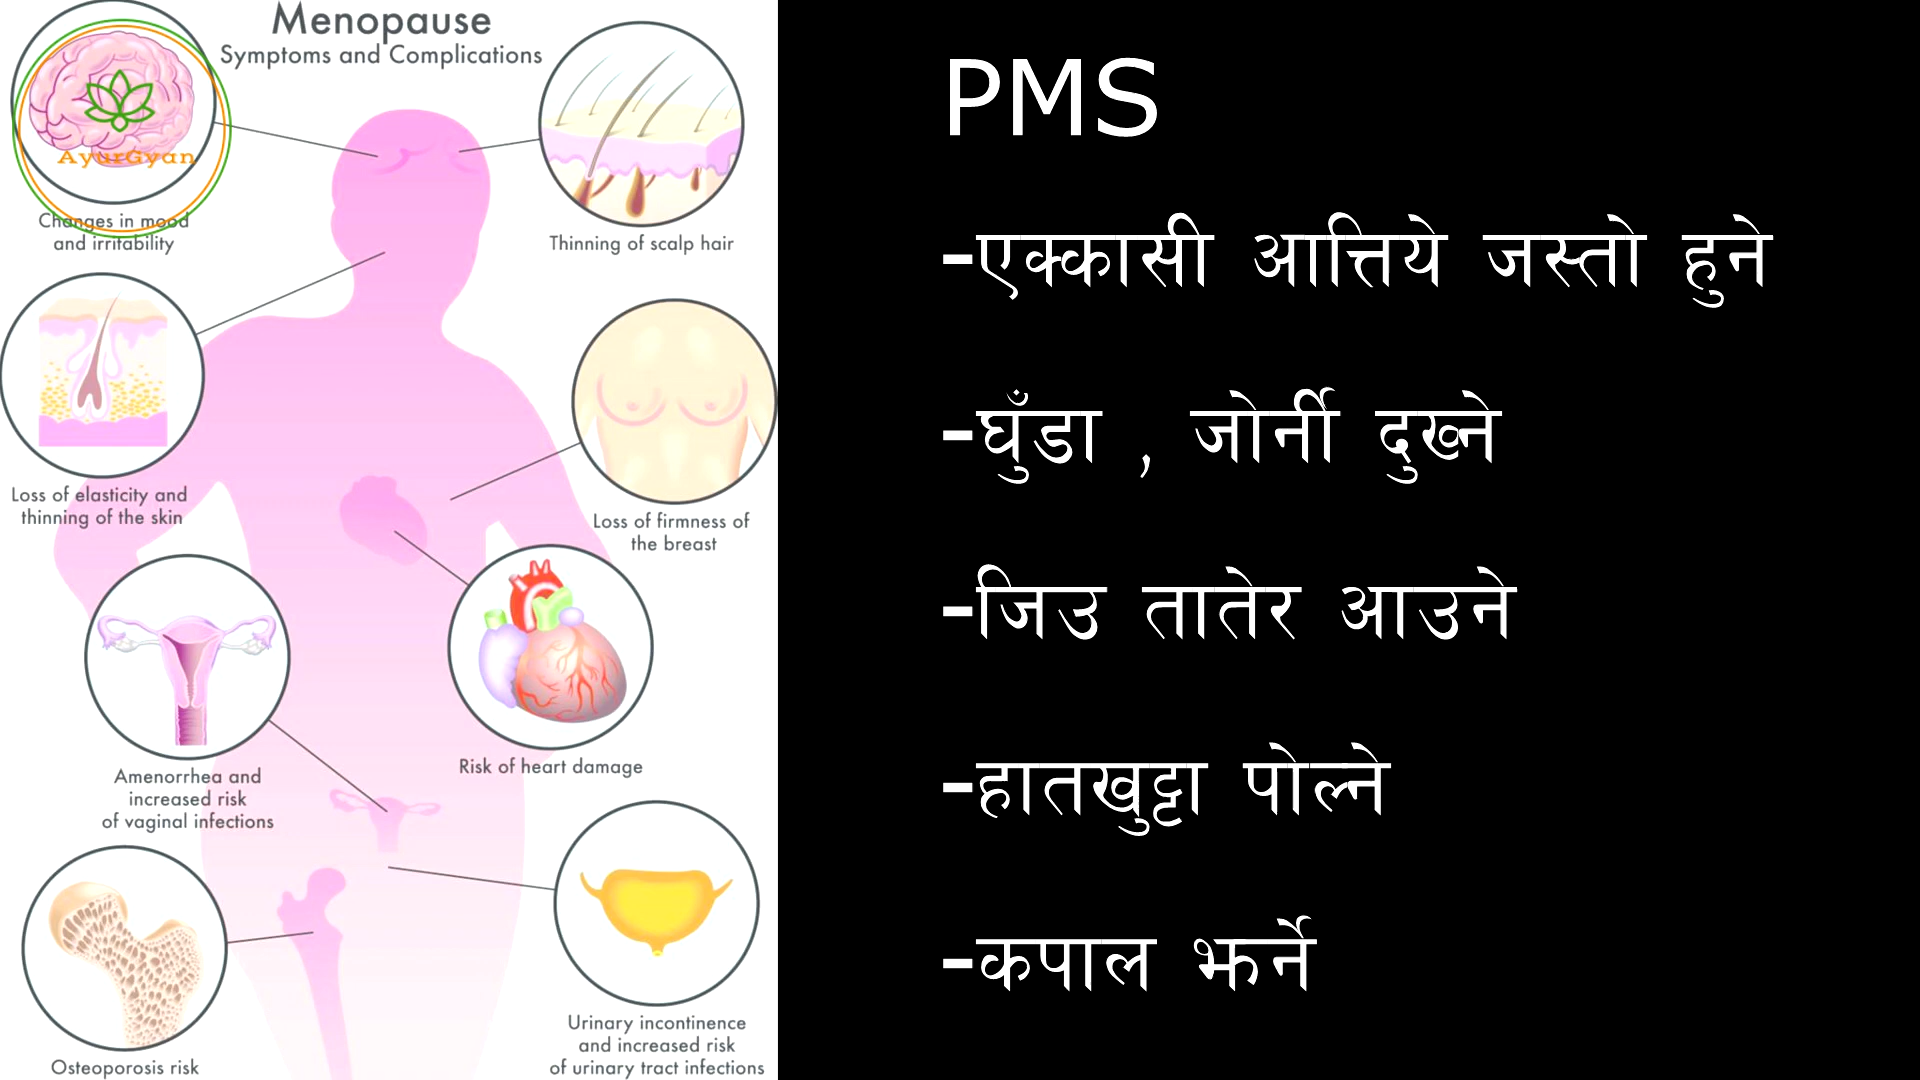 Menopause
Symptoms and Complications
AyurGyan
Changes in mood
and irritability
Thinning of scalp hair
Loss of elasticity and
thinning of the skin
Loss of firmness of
the breast
Amenorrhea and
increased risk
of vaginal infections
Risk of heart damage
Osteoporosis risk
Urinary incontinence
and increased risk
of urinary tract infections
PMS
-एक्कासी आत्तिये जस्तो हुने
-घुँडा , जोर्नी दुख्ने
-जिउ तातेर आउने
-हातखुट्टा पोल्ने
-कपाल झर्ने